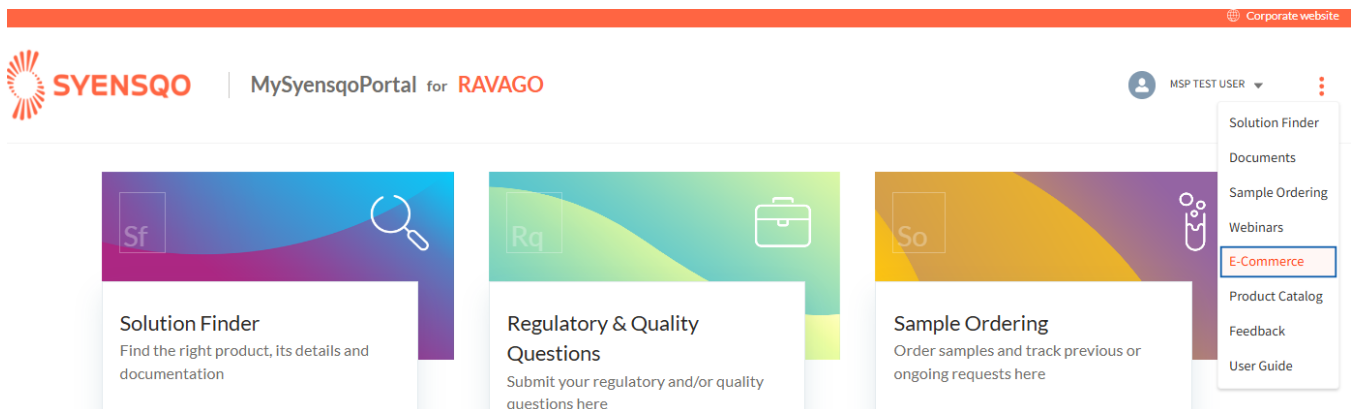 Corporate website
SYENSQO
MySyensqoPortal for RAVAGO
MSP TEST USER
Solution Finder
Documents
Sample Ordering
Webinars
E-Commerce
Product Catalog
Feedback
User Guide
Sf
Solution Finder
Find the right product, its details and
documentation
Rq
Regulatory & Quality
Questions
Submit your regulatory and/or quality
questions here
So
Sample Ordering
Order samples and track previous or
ongoing requests here